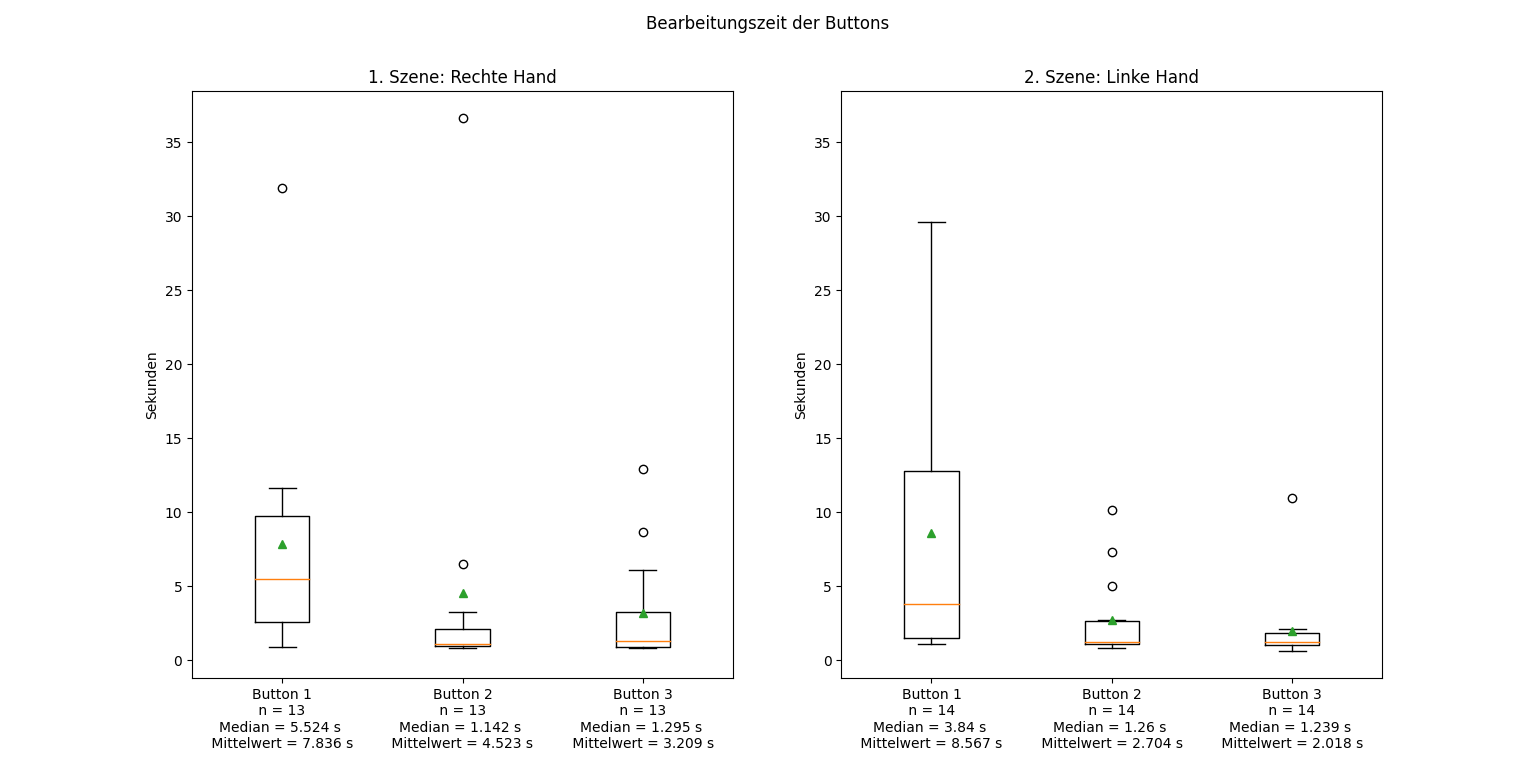 Bearbeitungszeit der Buttons
1. Szene: Rechte Hand
35
30
25
20
15
10
5
0
Sekunden
Button 1
n = 13
Median = 5.524 s
Mittelwert = 7.836 s
Button 2
n = 13
Median = 1.142 s
Mittelwert = 4.523 s
Button 3
n = 13
Median = 1.295 s
Mittelwert = 3.209 s
2. Szene: Linke Hand
35
30
25
20
15
10
5
0
Sekunden
Button 1
n = 14
Median = 3.84 s
Mittelwert = 8.567 s
Button 2
n = 14
Median = 1.26 s
Mittelwert = 2.704 s
Button 3
n = 14
Median = 1.239 s
Mittelwert = 2.018 s